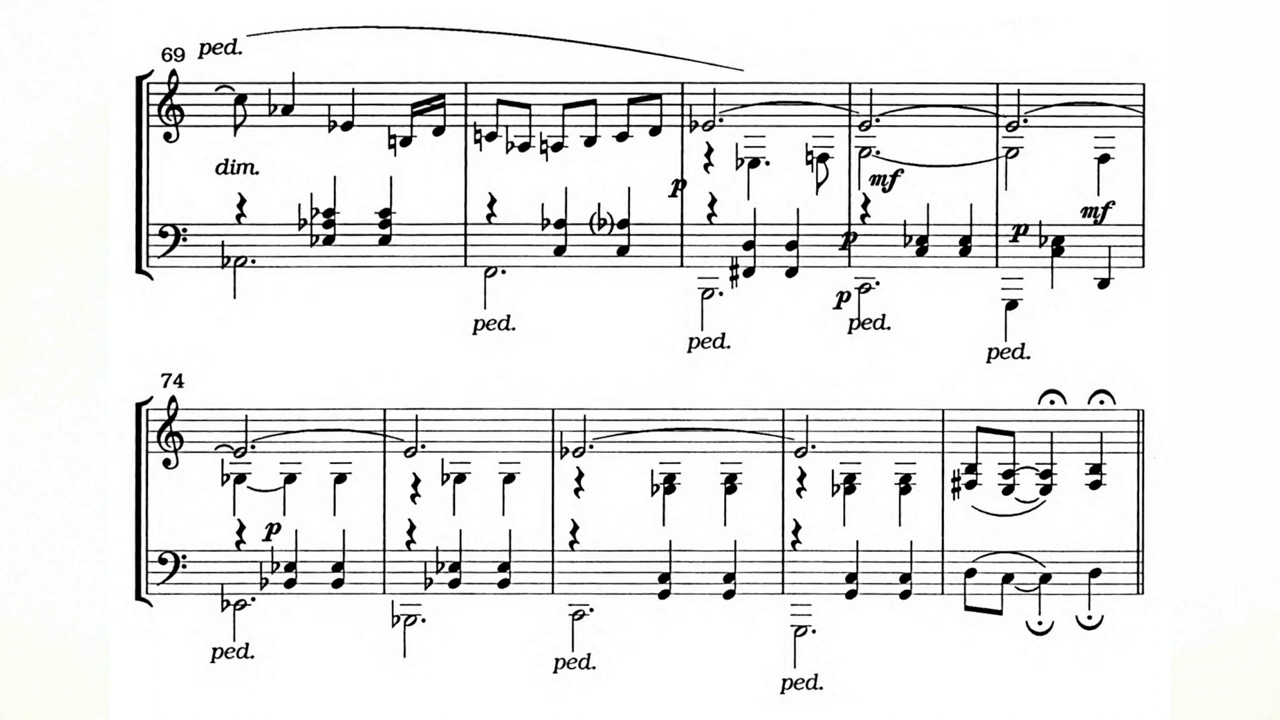 69 ped.
dim.
p mf mf
p p
p
ped. ped. ped. ped.
74
p
ped. ped. ped.